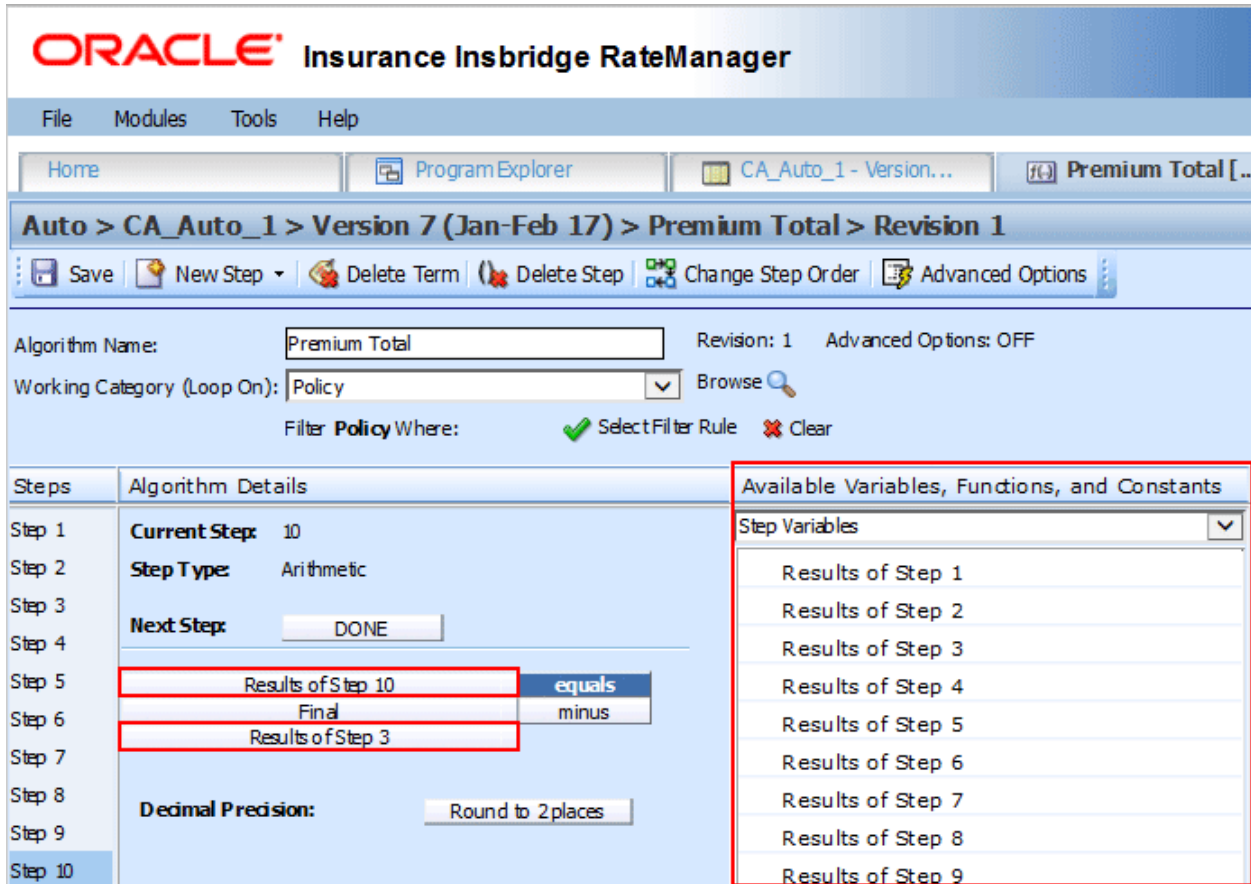 ORACLE Insurance Insbridge RateManager
File Modules Tools Help
Home Program Explorer CA_Auto_1 - Version... Premium Total [..
Auto > CA_Auto_1 > Version 7 (Jan-Feb 17) > Premium Total > Revision 1
Save New Step Delete Term Delete Step Change Step Order Advanced Options
Algorithm Name: Premium Total Revision: 1 Advanced Options: OFF
Working Category (Loop On): Policy Browse
Filter Policy Where: Select Filter Rule Clear
Steps Algorithm Details Available Variables, Functions, and Constants
Step 1 Current Step: 10 Step Variables
Step 2 Step Type: Arithmetic Results of Step 1
Step 3 Results of Step 2
Next Step: DONE
Step 4 Results of Step 3
Step 5 Results of Step 10 equals Results of Step 4
Step 6 Final minus Results of Step 5
Results of Step 3
Step 7 Results of Step 6
Step 8 Decimal Precision: Round to 2 places Results of Step 7
Step 9 Results of Step 8
Step 10 Results of Step 9